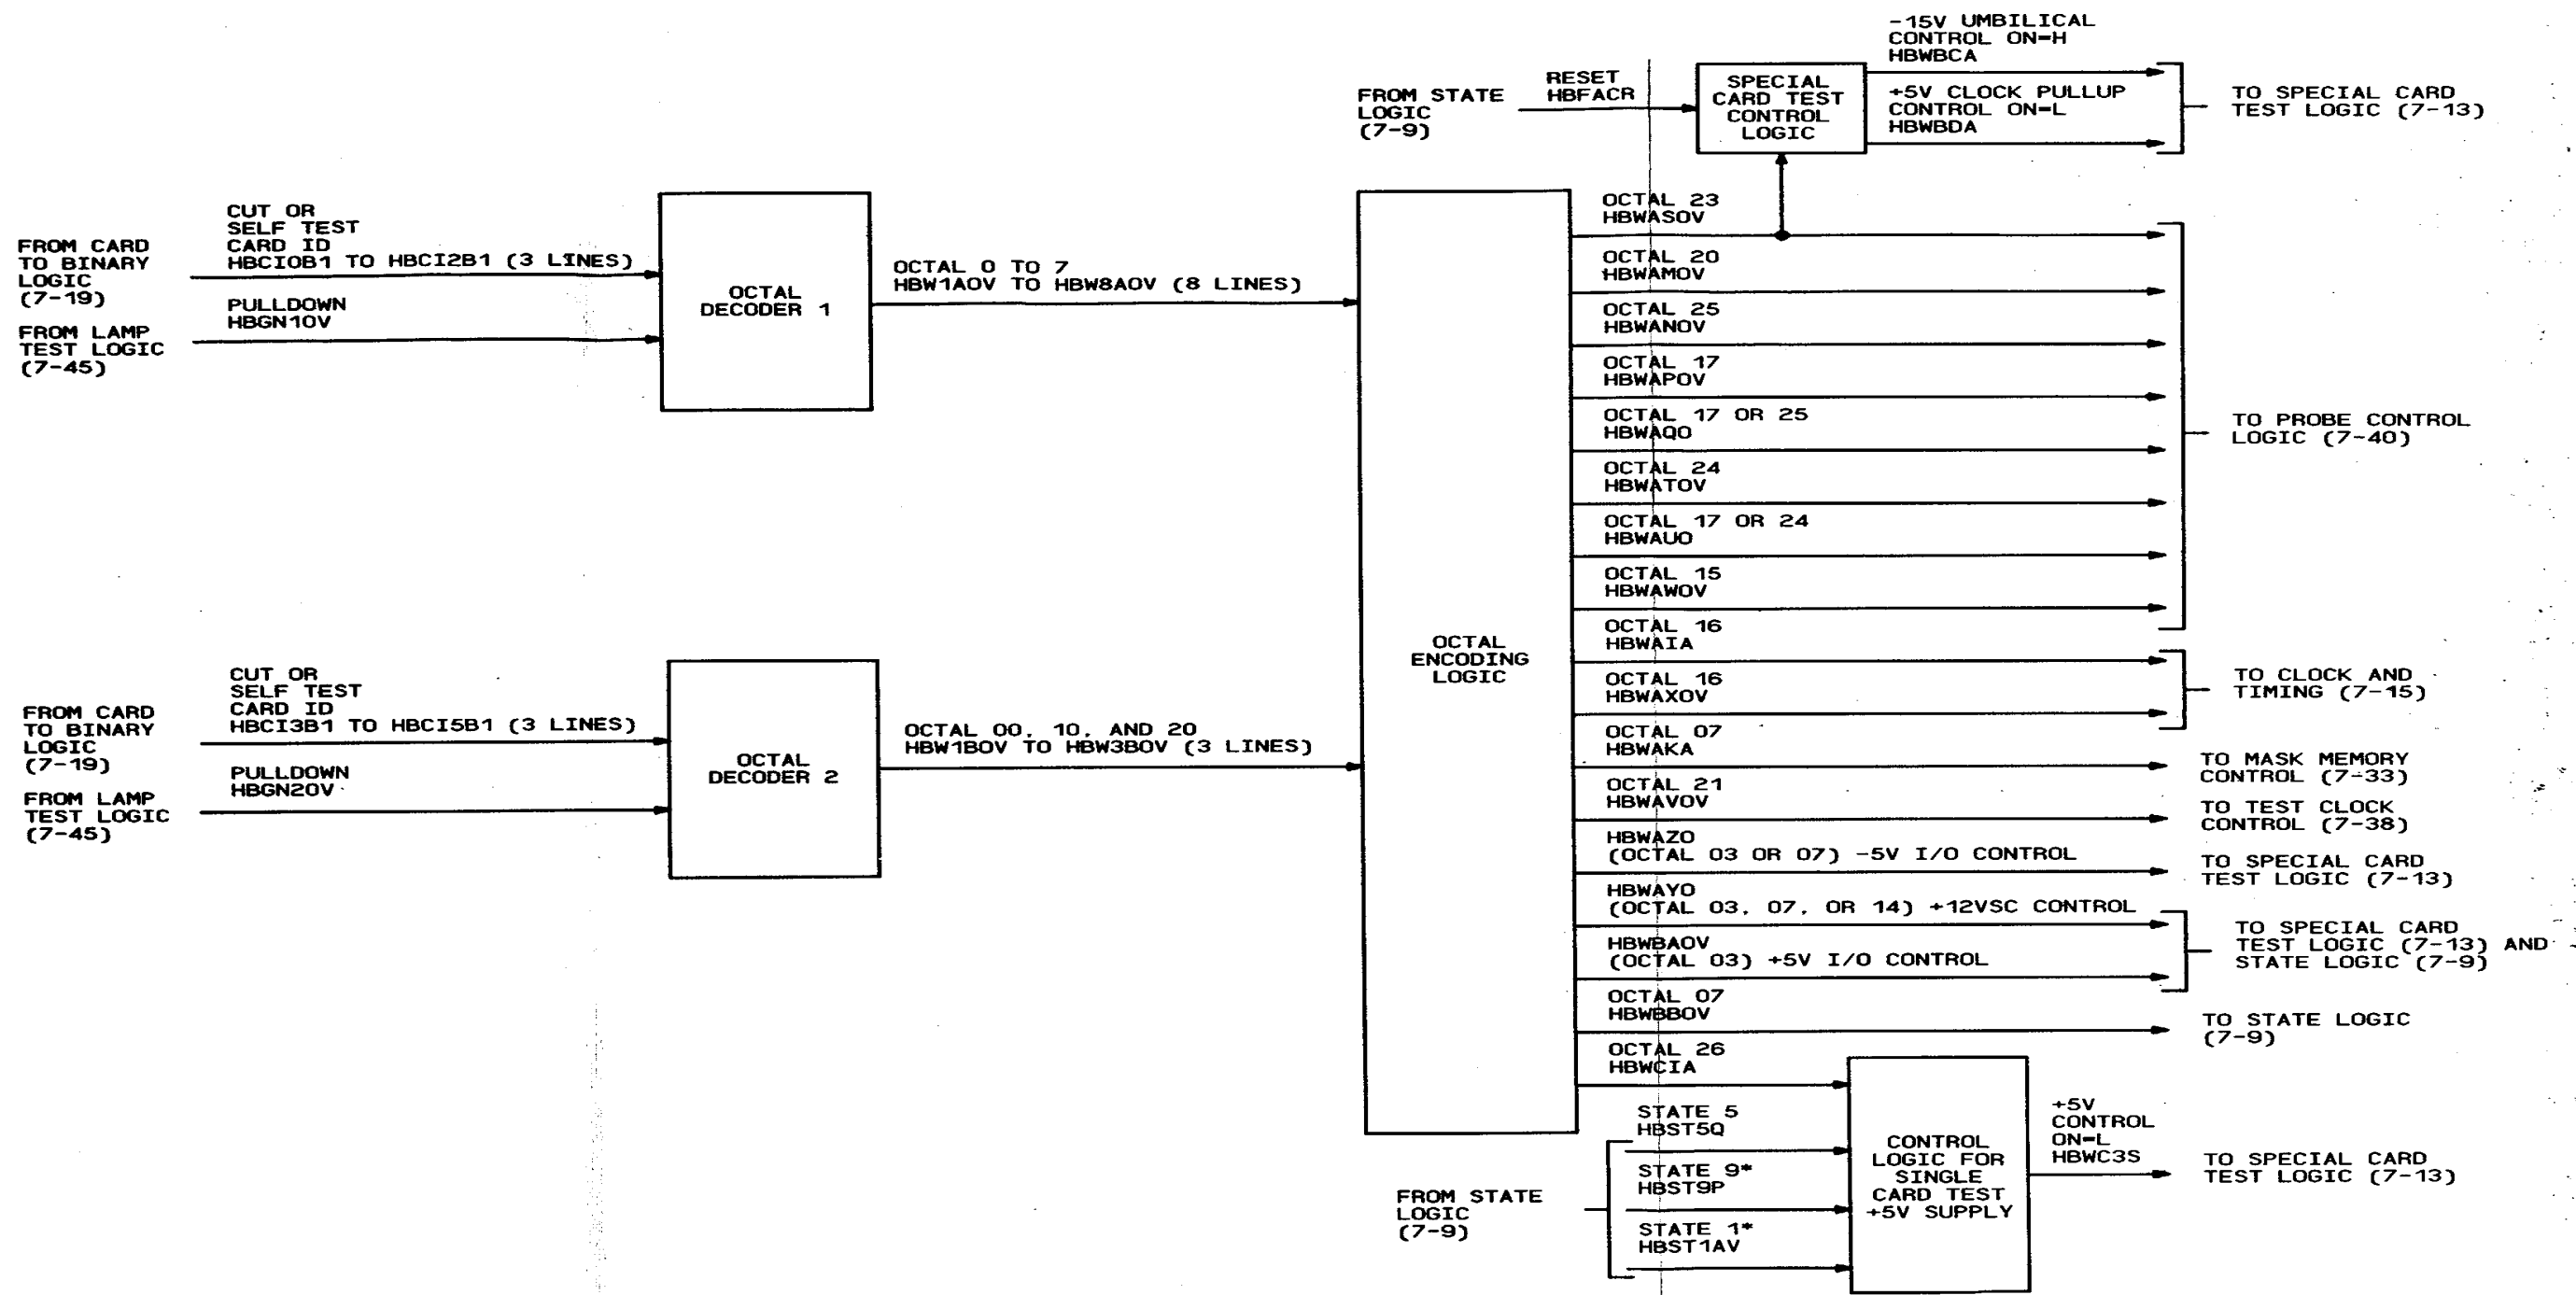 -15V UMBILICAL
CONTROL ON=H
HBWBCA
RESET
HBFACR
FROM STATE
LOGIC
(7-9)
SPECIAL
CARD TEST
CONTROL
LOGIC
+5V CLOCK PULLUP
CONTROL ON=L
HBWBDA
TO SPECIAL CARD
TEST LOGIC (7-13)
CUT OR
SELF TEST
CARD ID
HBCI0B1 TO HBCI2B1 (3 LINES)
FROM CARD
TO BINARY
LOGIC
(7-19)
PULLDOWN
HBGN10V
FROM LAMP
TEST LOGIC
(7-45)
OCTAL
DECODER 1
OCTAL 0 TO 7
HBW1AOV TO HBW8AOV (8 LINES)
CUT OR
SELF TEST
CARD ID
HBCI3B1 TO HBCI5B1 (3 LINES)
FROM CARD
TO BINARY
LOGIC
(7-19)
PULLDOWN
HBGN20V
FROM LAMP
TEST LOGIC
(7-45)
OCTAL
DECODER 2
OCTAL 00, 10, AND 20
HBW1BOV TO HBW3BOV (3 LINES)
OCTAL
ENCODING
LOGIC
OCTAL 23
HBWASOV
OCTAL 20
HBWAMOV
OCTAL 25
HBWANOV
OCTAL 17
HBWAPOV
OCTAL 17 OR 25
HBWAQO
OCTAL 24
HBWATOV
OCTAL 17 OR 24
HBWAUO
OCTAL 15
HBWAWOV
TO PROBE CONTROL
LOGIC (7-40)
OCTAL 16
HBWAIA
OCTAL 16
HBWAXOV
TO CLOCK AND
TIMING (7-15)
OCTAL 07
HBWAKA
TO MASK MEMORY
CONTROL (7-33)
OCTAL 21
HBWAVOV
TO TEST CLOCK
CONTROL (7-38)
HBWAZO
(OCTAL 03 OR 07) -5V I/O CONTROL
TO SPECIAL CARD
TEST LOGIC (7-13)
HBWAYO
(OCTAL 03, 07, OR 14) +12VSC CONTROL
HBWBAOV
(OCTAL 03) +5V I/O CONTROL
TO SPECIAL CARD
TEST LOGIC (7-13) AND
STATE LOGIC (7-9)
OCTAL 07
HBWBBOV
TO STATE LOGIC
(7-9)
OCTAL 26
HBWCIA
STATE 5
HBST5Q
STATE 9*
HBST9P
STATE 1*
HBST1AV
FROM STATE
LOGIC
(7-9)
CONTROL
LOGIC FOR
SINGLE
CARD TEST
+5V SUPPLY
+5V
CONTROL
ON=L
HBWC3S
TO SPECIAL CARD
TEST LOGIC (7-13)